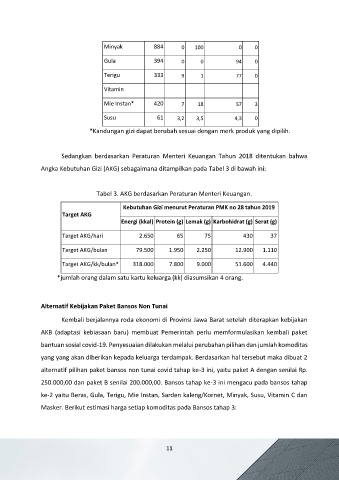 Minyak 884 0 100 0 0
Gula 394 0 0 94 0
Terigu 333 9 1 77 0
Vitamin
Mie Instan* 420 7 18 57 3
Susu 61 3,2 3,5 4,3 0
*Kandungan gizi dapat berubah sesuai dengan merk produk yang dipilih.
Sedangkan berdasarkan Peraturan Menteri Keuangan Tahun 2018 ditentukan bahwa
Angka Kebutuhan Gizi (AKG) sebagaimana ditampilkan pada Tabel 3 di bawah ini:
Tabel 3. AKG berdasarkan Peraturan Menteri Keuangan.
Target AKG
Kebutuhan Gizi menurut Peraturan PMK no 28 tahun 2019
Energi (kkal) Protein (g) Lemak (g) Karbohidrat (g) Serat (g)
Target AKG/hari 2.650 65 75 430 37
Target AKG/bulan 79.500 1.950 2.250 12.900 1.110
Target AKG/kk/bulan* 318.000 7.800 9.000 51.600 4.440
*jumlah orang dalam satu kartu keluarga (kk) diasumsikan 4 orang.
Alternatif Kebijakan Paket Bansos Non Tunai
Kembali berjalannya roda ekonomi di Provinsi Jawa Barat setelah diterapkan kebijakan
AKB (adaptasi kebiasaan baru) membuat Pemerintah perlu memformulasikan kembali paket
bantuan sosial covid-19. Penyesuaian dilakukan melalui perubahan pilihan dan jumlah komoditas
yang yang akan diberikan kepada keluarga terdampak. Berdasarkan hal tersebut maka dibuat 2
alternatif pilihan paket bansos non tunai covid tahap ke-3 ini, yaitu paket A dengan senilai Rp.
250.000,00 dan paket B senilai 200.000,00. Bansos tahap ke-3 ini mengacu pada bansos tahap
ke-2 yaitu Beras, Gula, Terigu, Mie Instan, Sarden kaleng/Kornet, Minyak, Susu, Vitamin C dan
Masker. Berikut estimasi harga setiap komoditas pada Bansos tahap 3:
11